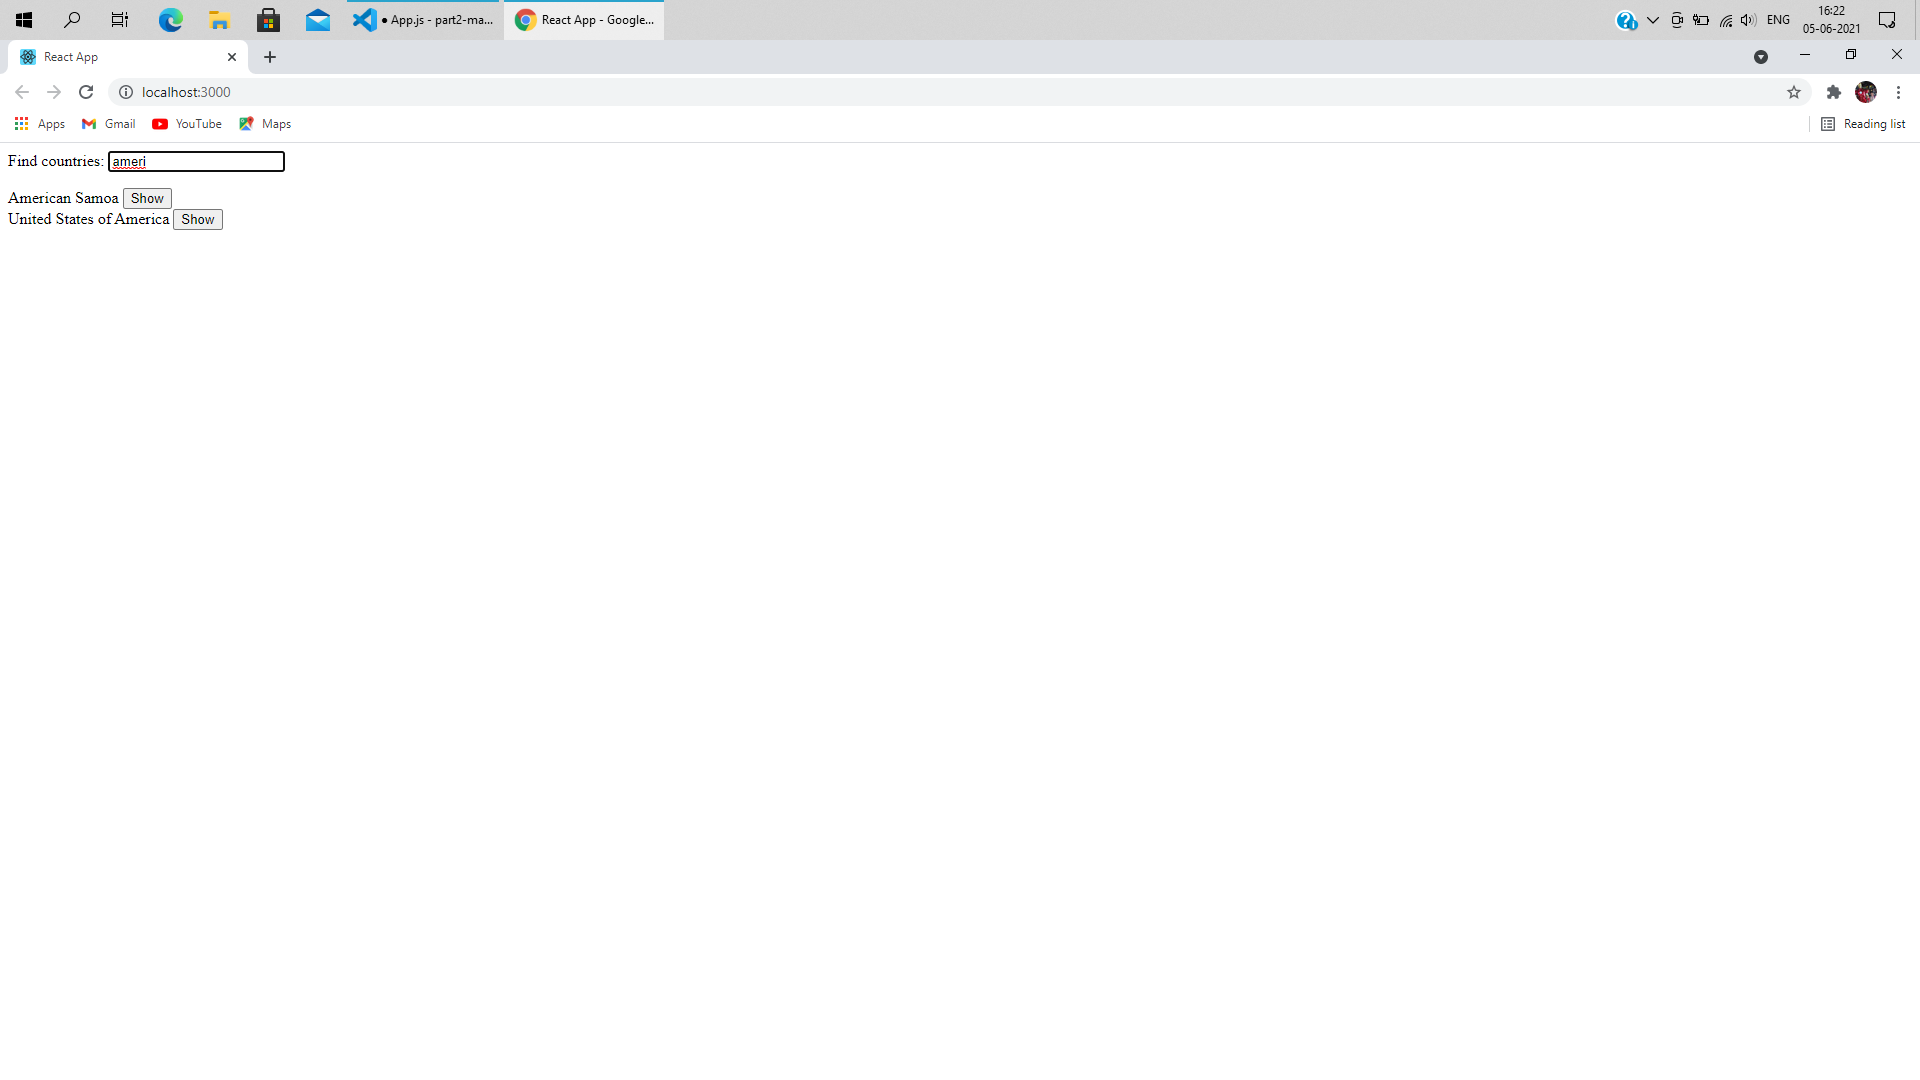 ● App.js - part2-ma...
React App - Google...
ENG
16:22
05-06-2021
React App
localhost:3000
Apps
Gmail
YouTube
Maps
Reading list
Find countries: ameri
American Samoa Show
United States of America Show